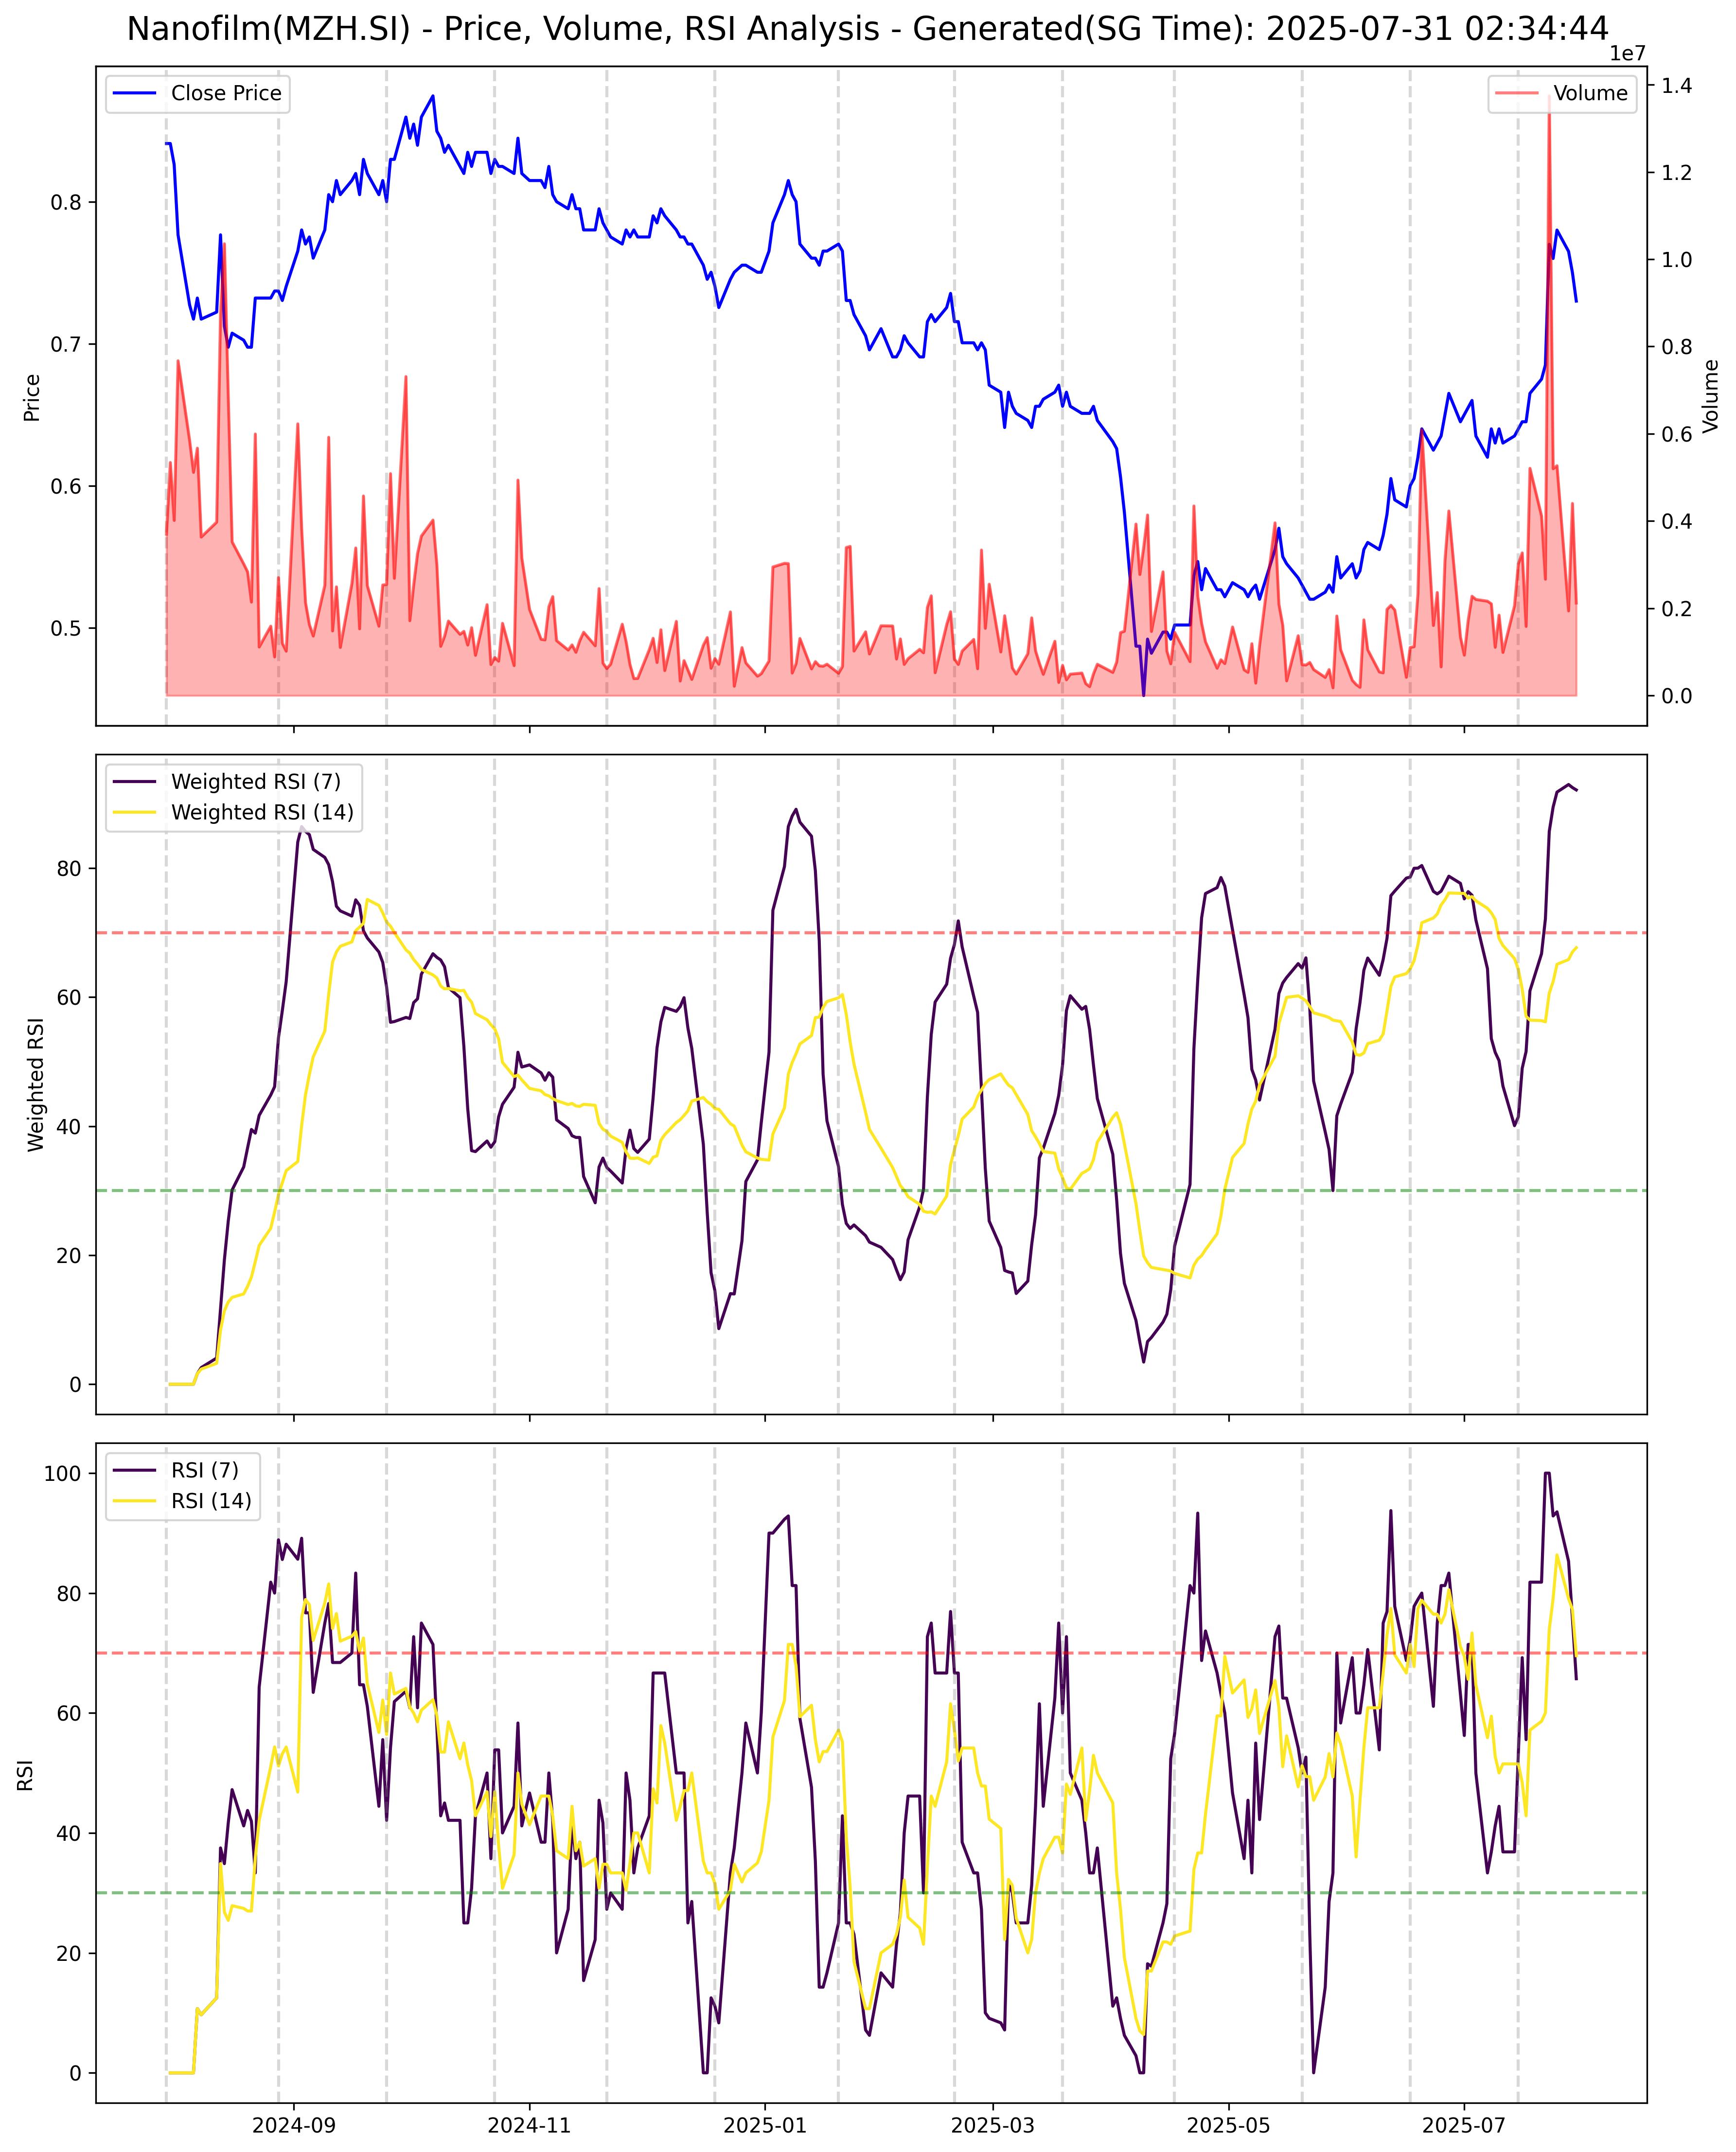 Nanofilm(MZH.SI) - Price, Volume, RSI Analysis - Generated(SG Time): 2025-07-31 02:34:44
1e7
Close Price
Volume
0.8
0.7
0.6
0.5
Price
1.4
1.2
1.0
0.8
0.6
0.4
0.2
0.0
Volume
Weighted RSI (7)
Weighted RSI (14)
80
60
40
20
0
Weighted RSI
RSI (7)
RSI (14)
100
80
60
40
20
0
RSI
2024-09
2024-11
2025-01
2025-03
2025-05
2025-07